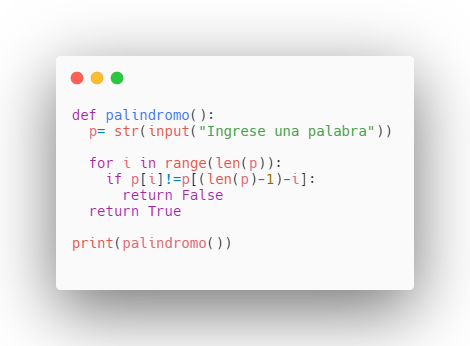 def palindromo():
  p= str(input("Ingrese una palabra"))

  for i in range(len(p)):
    if p[i]!=p[(len(p)-1)-i]:
      return False
  return True

print(palindromo())